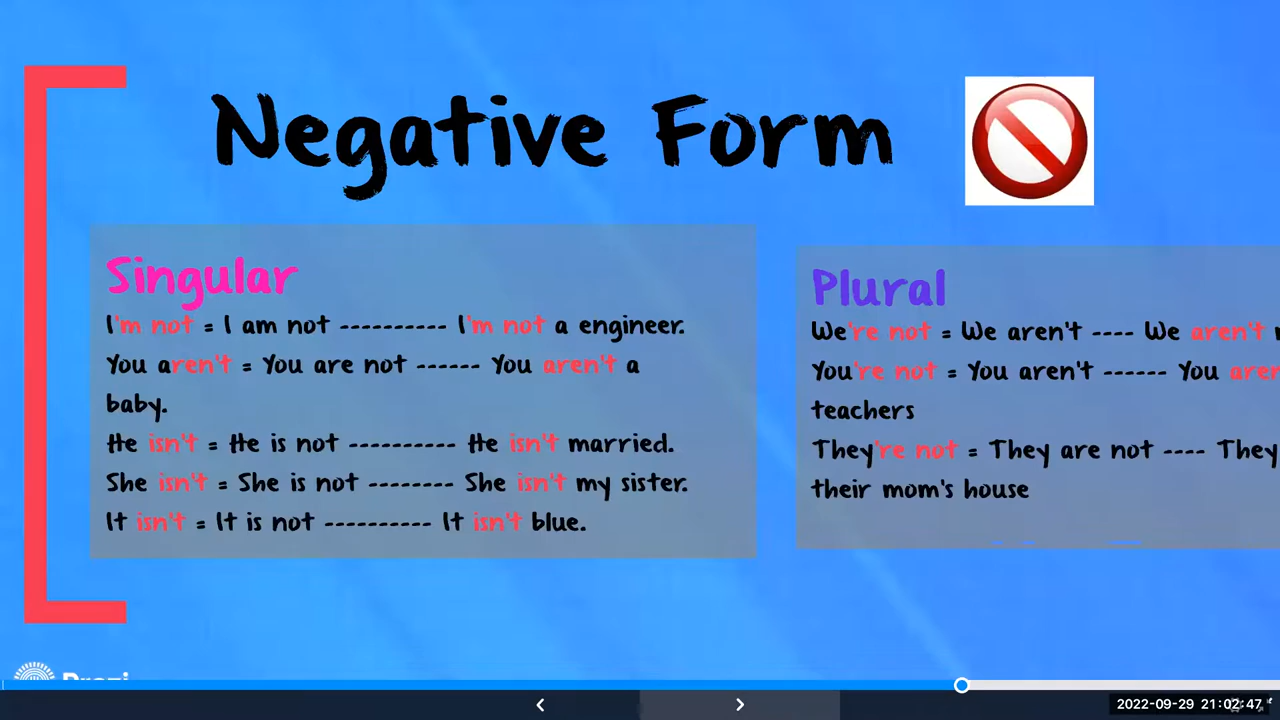 Negative Form
Singular
I'm not = I am not ---------- I'm not a engineer.
You aren't = You are not ------ You aren't a
baby.
He isn't = He is not ---------- He isn't married.
She isn't = She is not -------- She isn't my sister.
It isn't = It is not ---------- It isn't blue.
Plural
We're not = We aren't ---- We aren't
You're not = You aren't ------ You
teachers
They're not = They are not ---- They
their mom's house
Prezi
2022-09-29 21:02:47